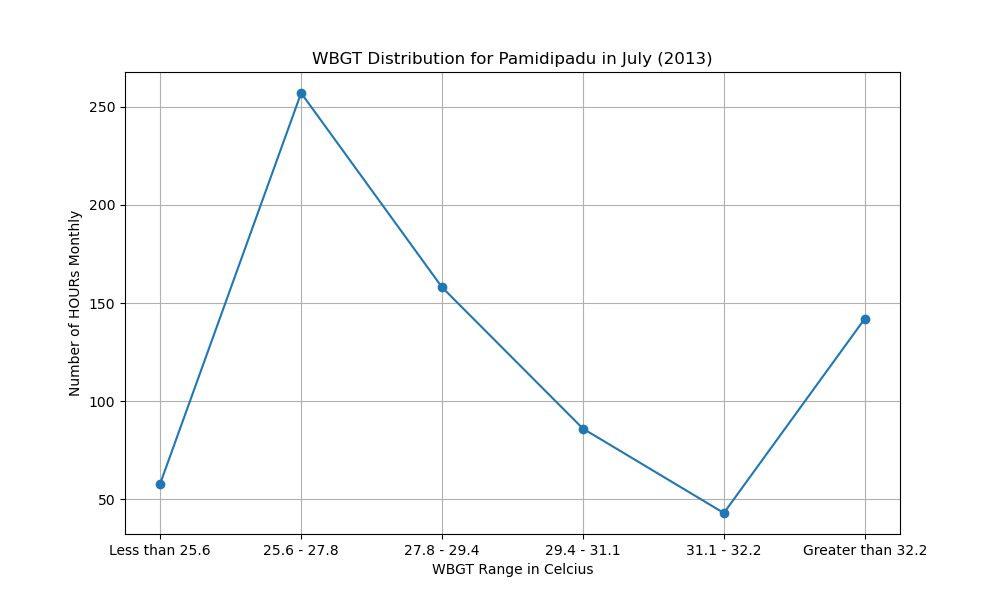 WBGT Distribution for Pamidipadu in July (2013)
250
200
150
100
50
Number of HOURs Monthly
Less than 25.6
25.6 - 27.8
27.8 - 29.4
29.4 - 31.1
31.1 - 32.2
Greater than 32.2
WBGT Range in Celcius